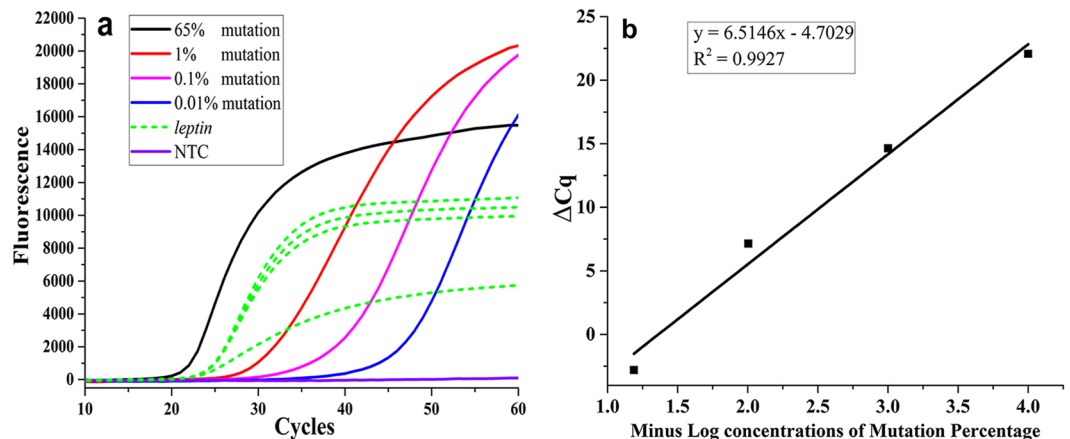 a
65% mutation
1% mutation
0.1% mutation
0.01% mutation
leptin
NTC
22000
20000
18000
16000
14000
12000
10000
8000
6000
4000
2000
0
Fluorescence
10 20 30 40 50 60
Cycles
b
y = 6.5146x - 4.7029
R² = 0.9927
25
20
15
10
5
0
ΔCq
1.0 1.5 2.0 2.5 3.0 3.5 4.0
Minus Log concentrations of Mutation Percentage